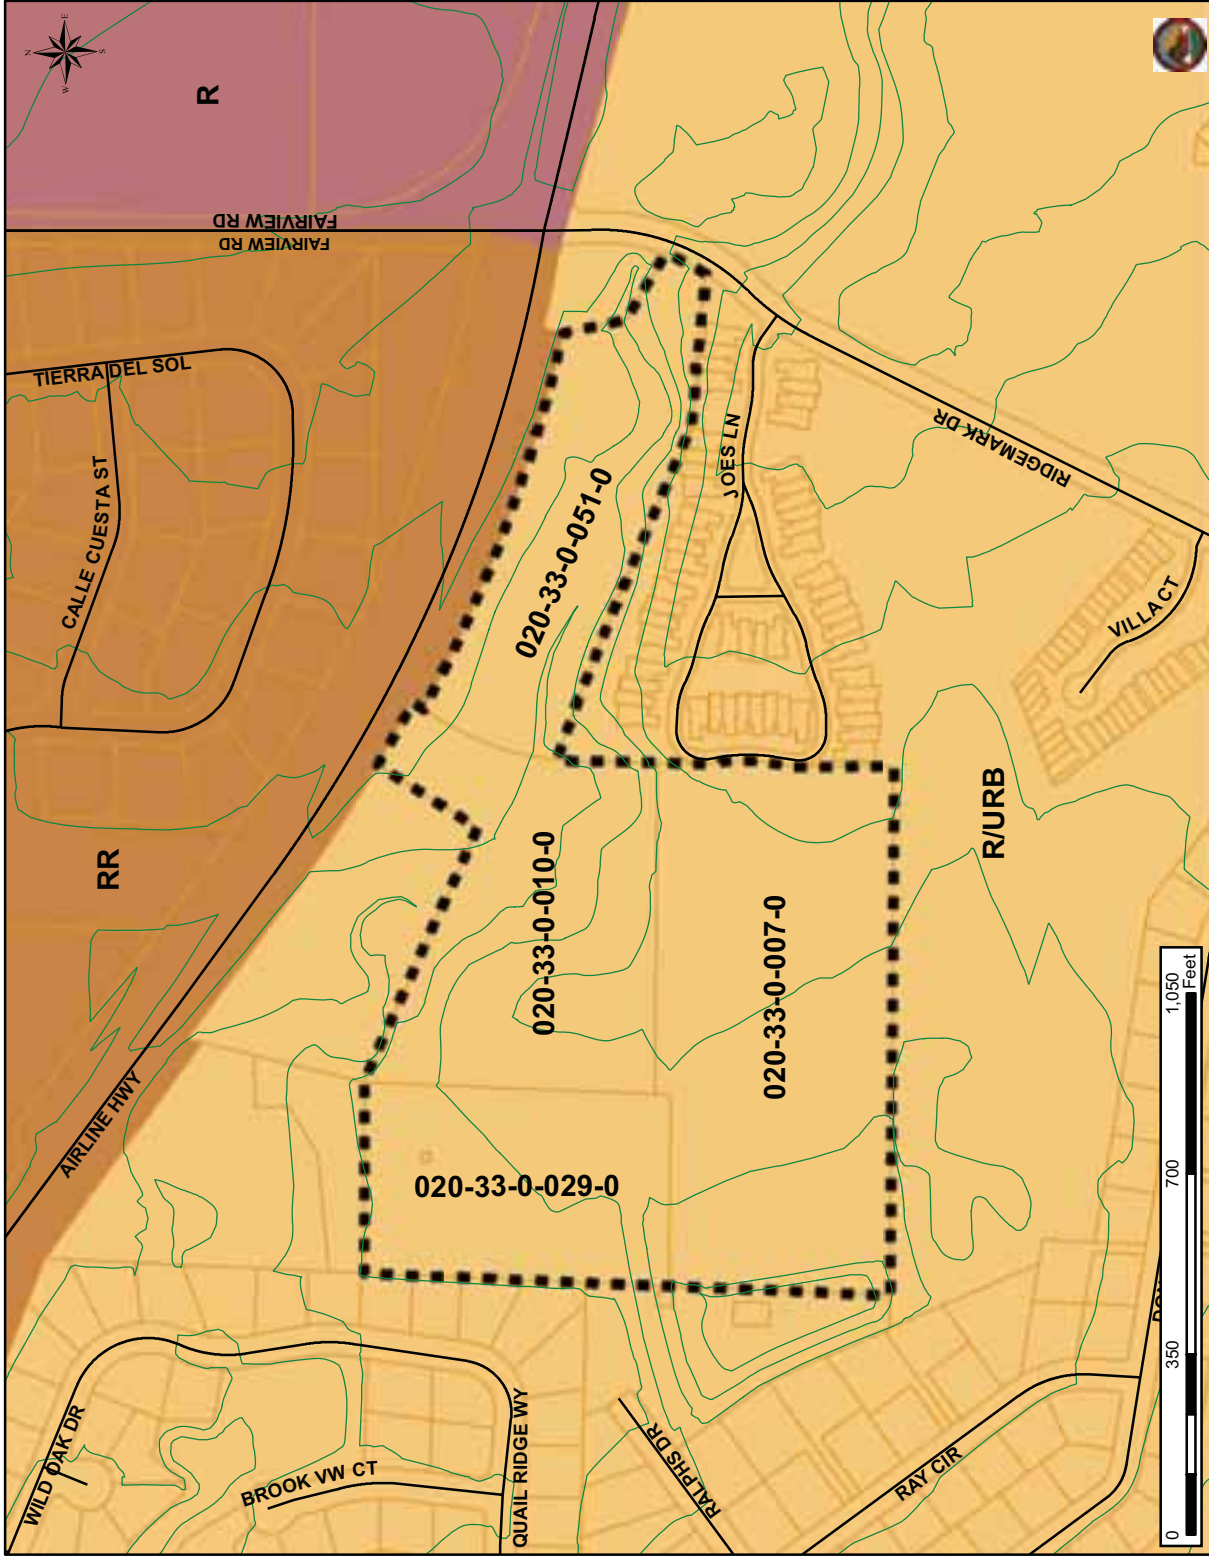 N
E
S
W
R
FAIRVIEW RD
FAIRVIEW RD
TIERRA DEL SOL
CALLE CUESTA ST
RR
AIRLINE HWY
020-33-0-051-0
JOES LN
RIDGEMARK DR
VILLA CT
R/URB
020-33-0-010-0
020-33-0-007-0
020-33-0-029-0
WILD OAK DR
BROOK VW CT
QUAIL RIDGE WY
RALPHS DR
RAY CIR
0 350 700 1,050
Feet